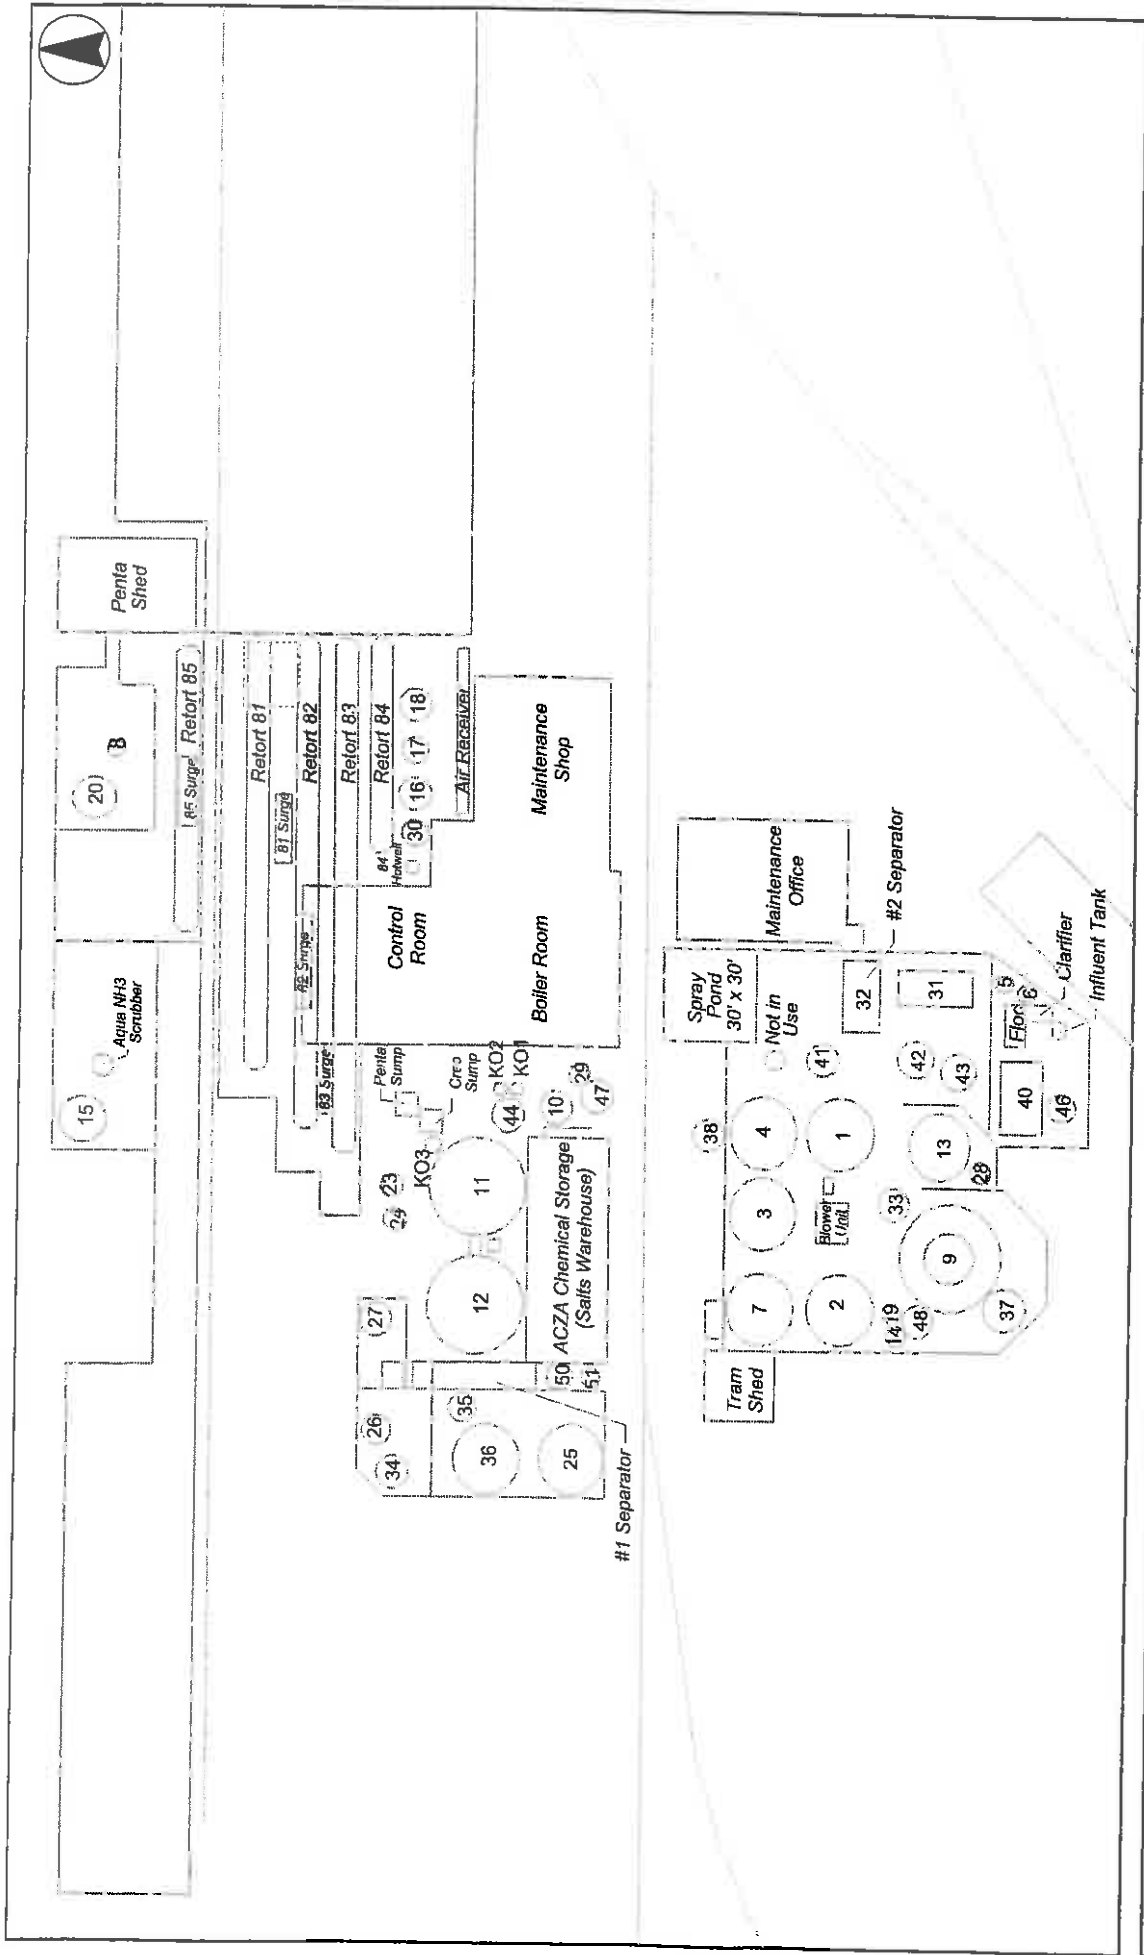 15
Aqua NH3
Scrubber
20
B
Penta
Shed
85 Surge
Retort 85
Retort 81
81 Surge
Retort 82
82 Surge
Retort 83
83 Surge
Retort 84
84
Hotwell
30
16
17
18
Air Receiver
Control
Room
Boiler Room
Maintenance
Shop
Penta
Sump
Creo
Sump
KO3
KO2
KO1
44
10
29
47
23
24
11
12
27
26
34
35
36
25
50
51
ACZA Chemical Storage
(Salts Warehouse)
#1 Separator
Tram
Shed
7
3
4
38
Spray
Pond
30' x 30'
Not in
Use
Maintenance
Office
2
Blower
Unit
1
41
32
#2 Separator
14
19
48
33
42
31
9
13
43
37
28
40
46
Floc
5
6
Clarifier
Influent Tank